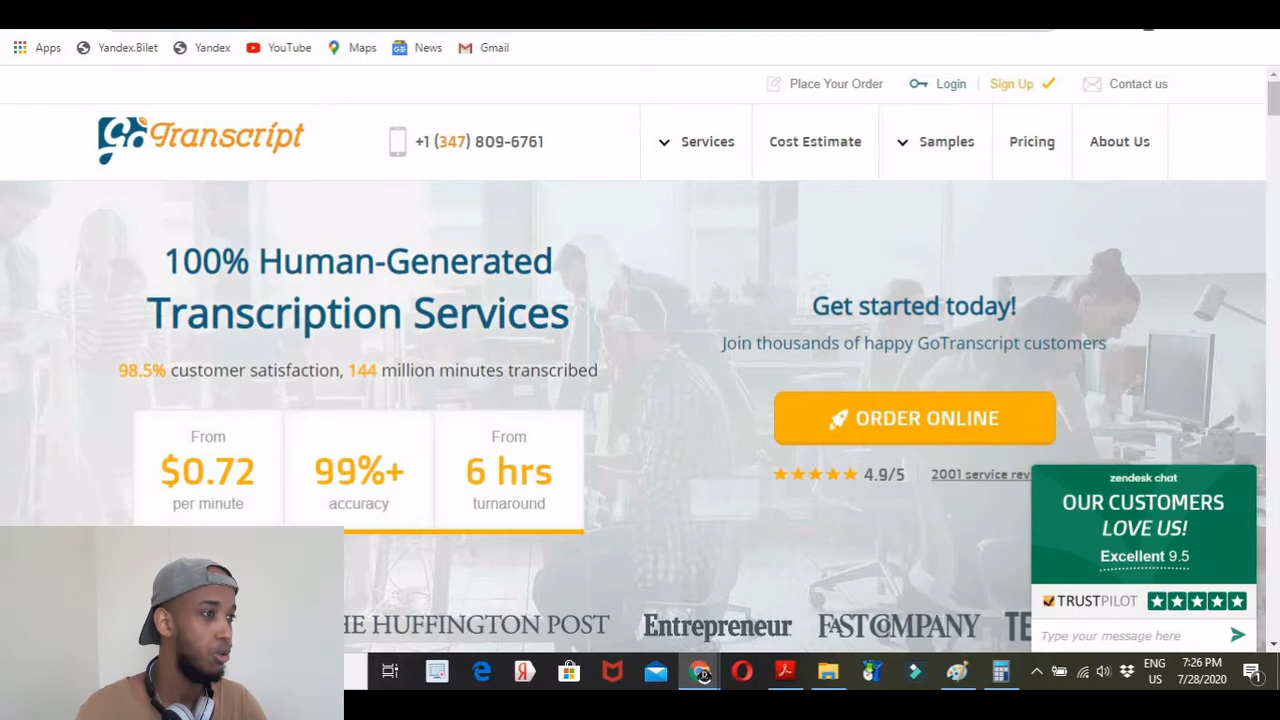 Apps Yandex.Bilet Yandex YouTube Maps News Gmail
Place Your Order Login Sign Up Contact us
GoTranscript +1 (347) 809-6761 Services Cost Estimate Samples Pricing About Us
100% Human-Generated
Transcription Services
98.5% customer satisfaction, 144 million minutes transcribed
From
$0.72
per minute
99%+
accuracy
From
6 hrs
turnaround
Get started today!
Join thousands of happy GoTranscript customers
ORDER ONLINE
4.9/5 2001 service
zendesk chat
OUR CUSTOMERS
LOVE US!
Excellent 9.5
TRUSTPILOT
Type your message here
HUFFINGTON POST Entrepreneur FAST COMPANY
ENG
US
7:26 PM
7/28/2020
1